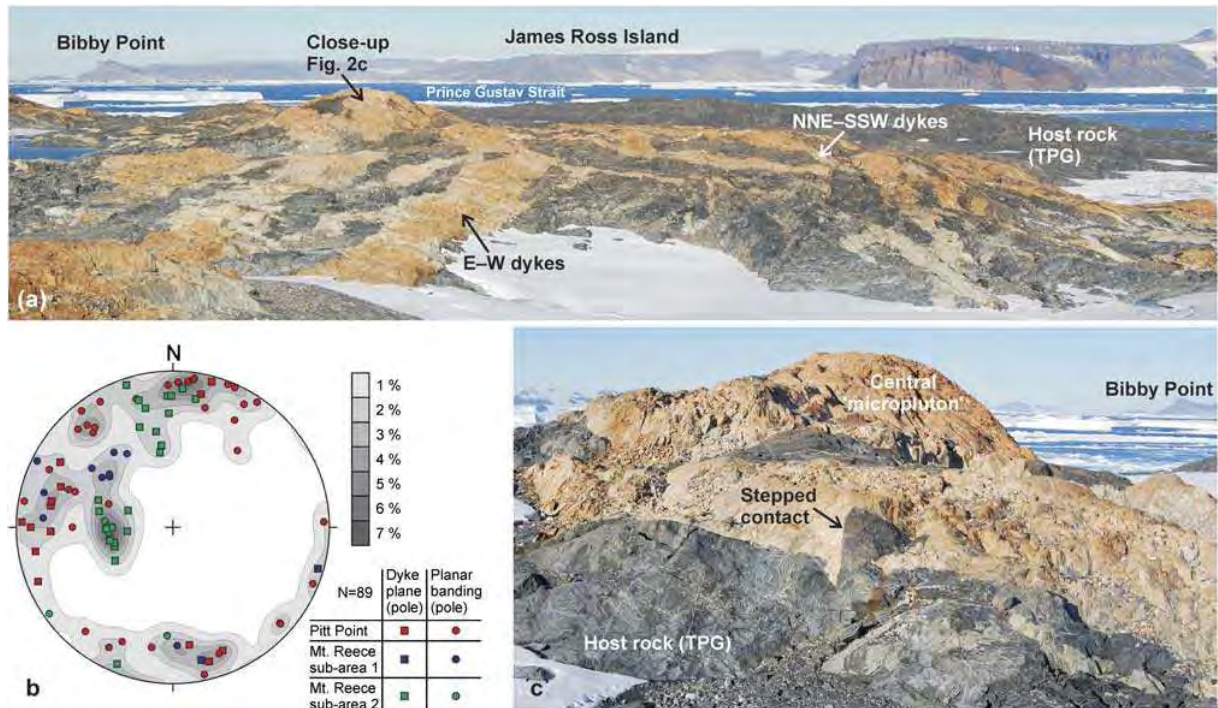 Bibby Point
Close-up
Fig. 2c
James Ross Island
Prince Gustav Strait
NNE–SSW dykes
Host rock
(TPG)
E–W dykes
(a)
N
1 %
2 %
3 %
4 %
5 %
6 %
7 %
N=89
Dyke
plane
(pole)
Planar
banding
(pole)
Pitt Point
Mt. Reece
sub-area 1
Mt. Reece
sub-area 2
b
Central
'micropluton'
Bibby Point
Stepped
contact
Host rock (TPG)
c